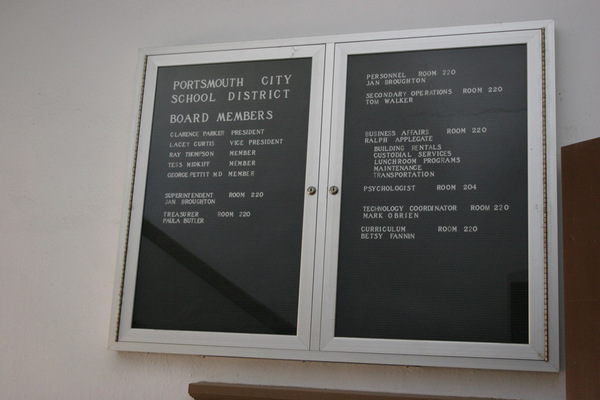 PORTSMOUTH CITY
SCHOOL DISTRICT
BOARD MEMBERS
CLARENCE PARKER PRESIDENT
LACEY CURTIS VICE PRESIDENT
RAY THOMPSON MEMBER
TESS MIDKIFF MEMBER
GEORGE PETTIT MD MEMBER
SUPERINTENDENT ROOM 220
JAN BROUGHTON
TREASURER ROOM 220
PAULA BUTLER
PERSONNEL ROOM 220
JAN BROUGHTON
SECONDARY OPERATIONS ROOM 220
TOM WALKER
BUSINESS AFFAIRS ROOM 220
RALPH APPLEGATE
BUILDING RENTALS
CUSTODIAL SERVICES
LUNCHROOM PROGRAMS
MAINTENANCE
TRANSPORTATION
PSYCHOLOGIST ROOM 204
TECHNOLOGY COORDINATOR ROOM 220
MARK O'BRIEN
CURRICULUM ROOM 220
BETSY FANNIN